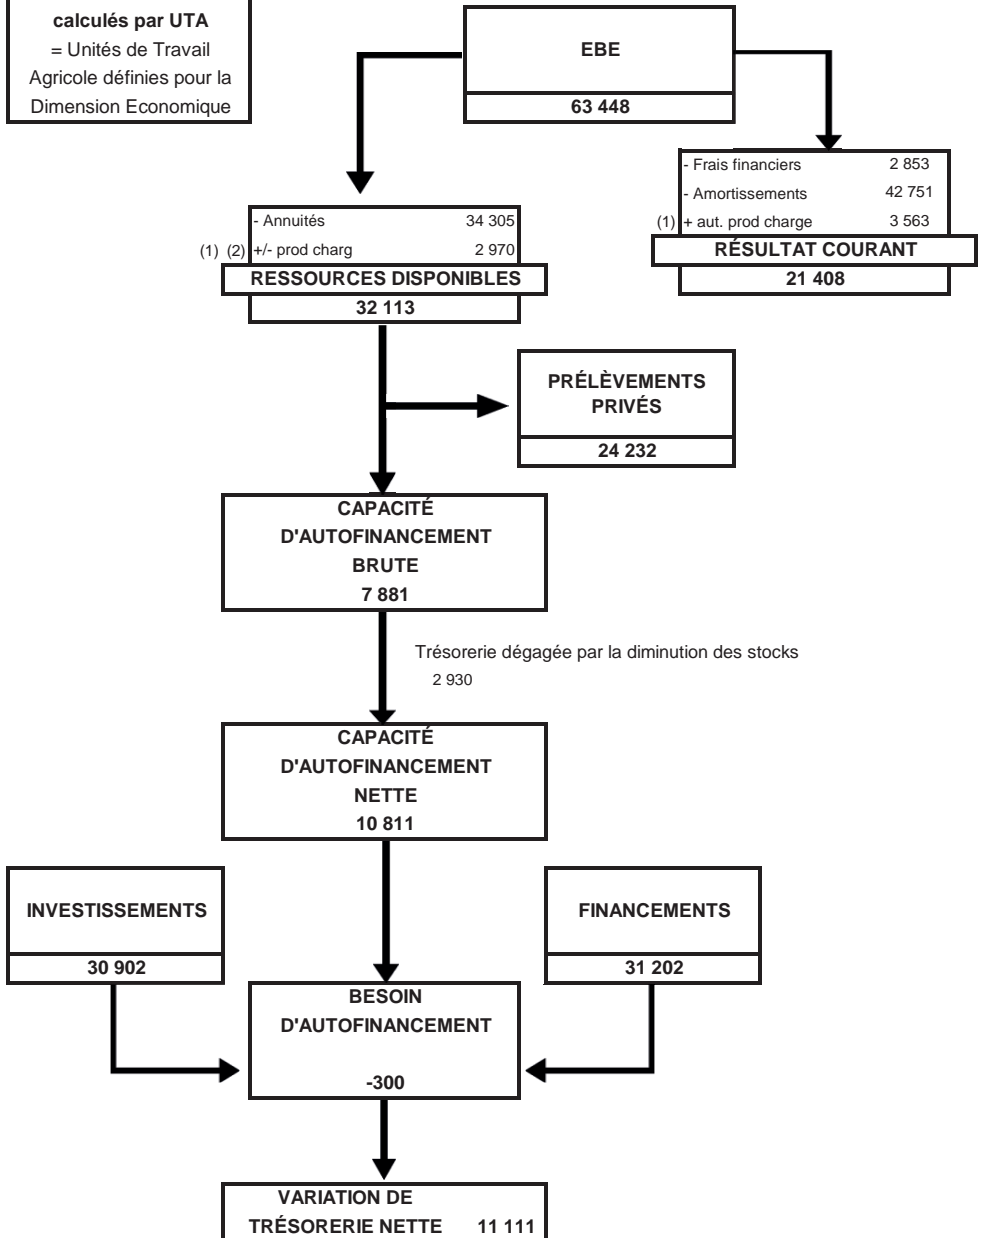 calculés par UTA
= Unités de Travail
Agricole définies pour la
Dimension Economique
EBE
63 448
- Frais financiers 2 853
- Amortissements 42 751
(1) + aut. prod charge 3 563
RÉSULTAT COURANT
21 408
- Annuités 34 305
(1) (2) +/- prod charg 2 970
RESSOURCES DISPONIBLES
32 113
PRÉLÈVEMENTS
PRIVÉS
24 232
CAPACITÉ
D'AUTOFINANCEMENT
BRUTE
7 881
Trésorerie dégagée par la diminution des stocks
2 930
CAPACITÉ
D'AUTOFINANCEMENT
NETTE
10 811
INVESTISSEMENTS
30 902
FINANCEMENTS
31 202
BESOIN
D'AUTOFINANCEMENT
-300
VARIATION DE
TRÉSORERIE NETTE 11 111